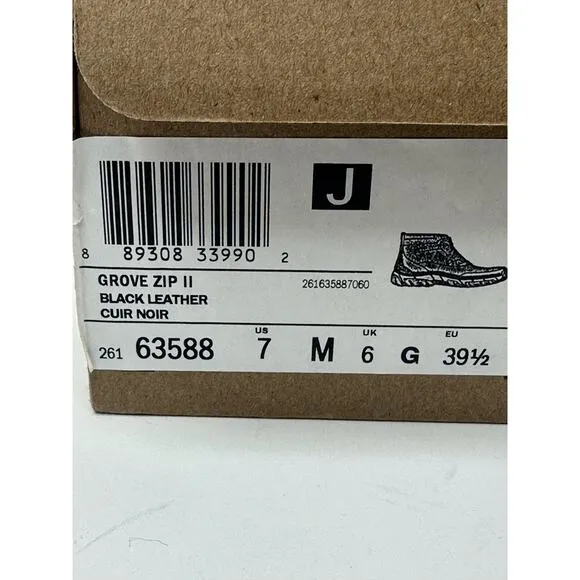 J
8 89308 33990 2
GROVE ZIP II
261635887060
BLACK LEATHER
CUIR NOIR
US UK EU
261 63588 7 M 6 G 39½